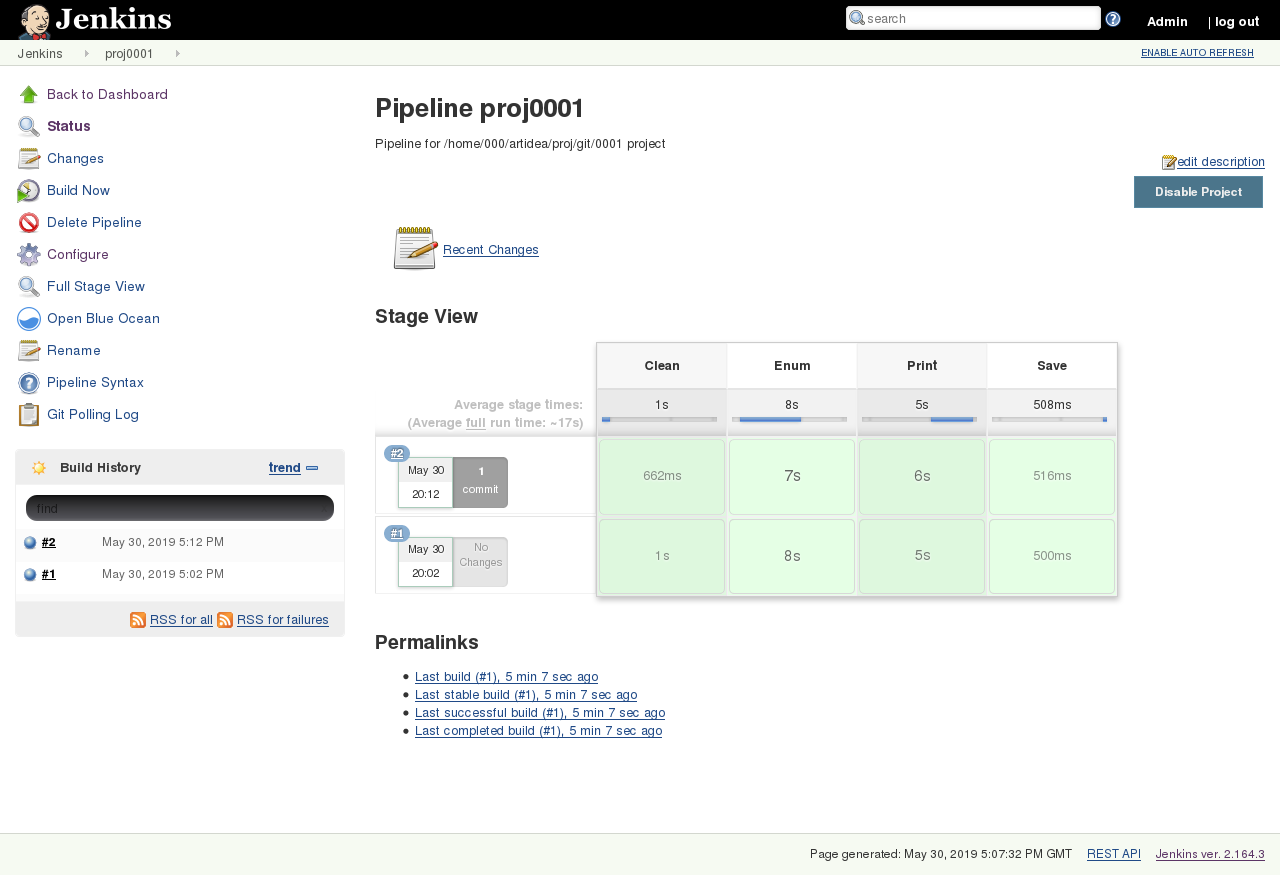 Jenkins
search
Admin
| log out
Jenkins
proj0001
ENABLE AUTO REFRESH
Back to Dashboard
Status
Changes
Build Now
Delete Pipeline
Configure
Full Stage View
Open Blue Ocean
Rename
Pipeline Syntax
Git Polling Log
Build History
trend
find
#2
May 30, 2019 5:12 PM
#1
May 30, 2019 5:02 PM
RSS for all
RSS for failures
Pipeline proj0001
Pipeline for /home/000/artidea/proj/git/0001 project
edit description
Disable Project
Recent Changes
Stage View
Clean Enum Print Save
Average stage times:
(Average full run time: ~17s)
1s 8s 5s 508ms
#2
May 30
20:12
1
commit
662ms 7s 6s 516ms
#1
May 30
20:02
No
Changes
1s 8s 5s 500ms
Permalinks
Last build (#1), 5 min 7 sec ago
Last stable build (#1), 5 min 7 sec ago
Last successful build (#1), 5 min 7 sec ago
Last completed build (#1), 5 min 7 sec ago
Page generated: May 30, 2019 5:07:32 PM GMT
REST API
Jenkins ver. 2.164.3